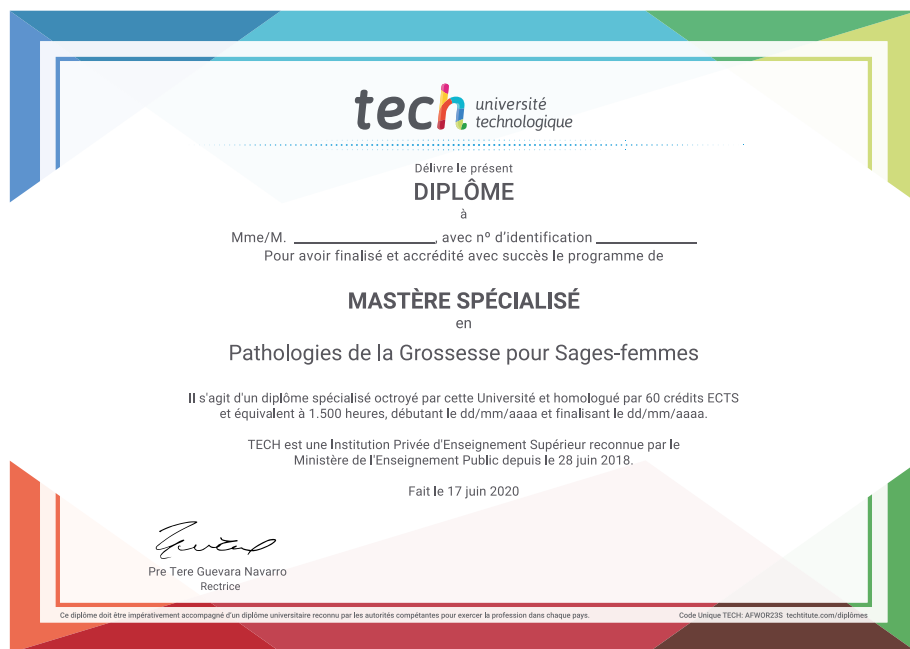 tech université
technologique
Délivre le présent
DIPLÔME
à
Mme/M. ____________, avec nº d'identification ____________
Pour avoir finalisé et accrédité avec succès le programme de
MASTÈRE SPÉCIALISÉ
en
Pathologies de la Grossesse pour Sages-femmes
Il s'agit d'un diplôme spécialisé octroyé par cette Université et homologué par 60 crédits ECTS
et équivalent à 1.500 heures, débutant le dd/mm/aaaa et finalisant le dd/mm/aaaa.
TECH est une Institution Privée d'Enseignement Supérieur reconnue par le
Ministère de l'Enseignement Public depuis le 28 juin 2018.
Fait le 17 juin 2020
Pre Tere Guevara Navarro
Rectrice
Ce diplôme doit être impérativement accompagné d'un diplôme universitaire reconnu par les autorités compétentes pour exercer la profession dans chaque pays.
Code Unique TECH: AFWOR23S techtitute.com/diplômes